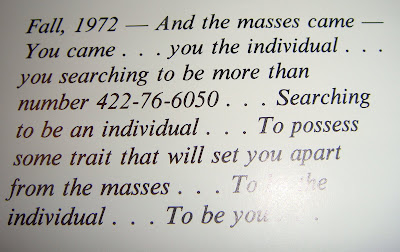 Fall, 1972 — And the masses came —
You came . . . you the individual . . .
you searching to be more than
number 422-76-6050 . . . Searching
to be an individual . . . To possess
some trait that will set you apart
from the masses . . . To be the
individual . . . To be you . . .